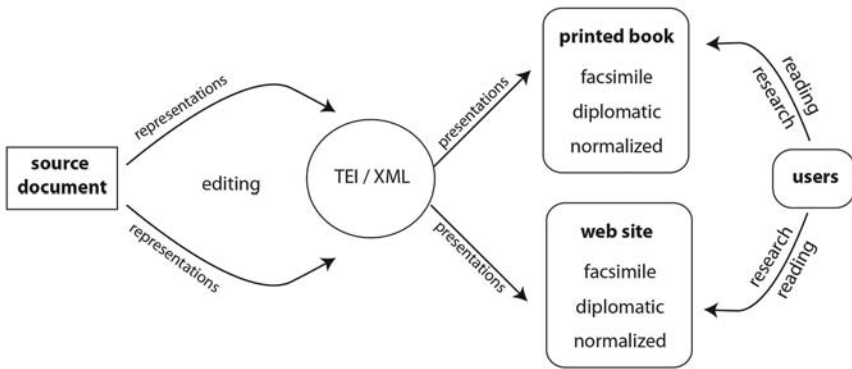 source
document
representations
editing
representations
TEI / XML
presentations
presentations
printed book
facsimile
diplomatic
normalized
web site
facsimile
diplomatic
normalized
reading
research
users
research
reading